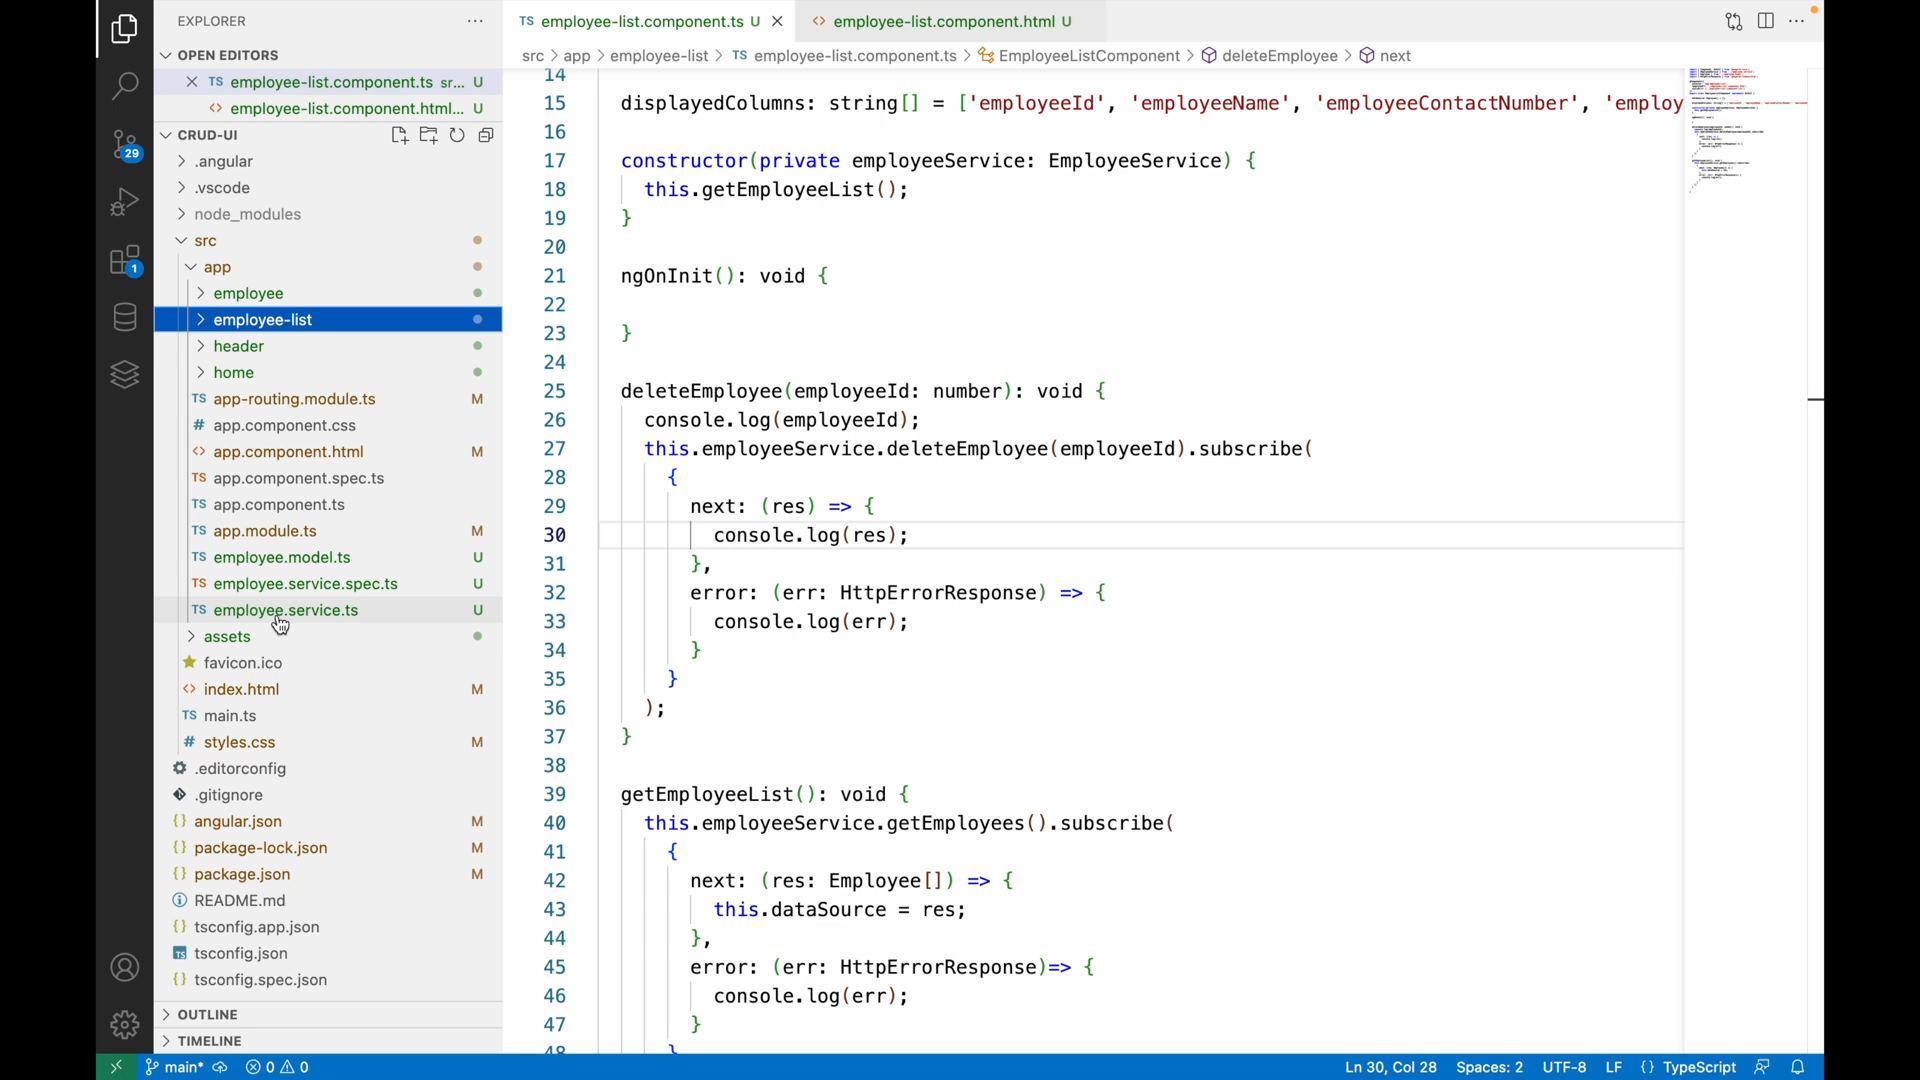 EXPLORER
OPEN EDITORS
TS employee-list.component.ts sr... U
<> employee-list.component.html... U
CRUD-UI
.angular
.vscode
node_modules
src
app
employee
employee-list
header
home
TS app-routing.module.ts M
# app.component.css
<> app.component.html M
TS app.component.spec.ts
TS app.component.ts
TS app.module.ts M
TS employee.model.ts U
TS employee.service.spec.ts U
TS employee.service.ts U
assets
favicon.ico
<> index.html M
TS main.ts
# styles.css M
.editorconfig
.gitignore
{} angular.json M
{} package-lock.json M
{} package.json M
README.md
{} tsconfig.app.json
TS tsconfig.json
{} tsconfig.spec.json
OUTLINE
TIMELINE
29
1
TS employee-list.component.ts U
<> employee-list.component.html U
src > app > employee-list > TS employee-list.component.ts > EmployeeListComponent > deleteEmployee > next
14
15 displayedColumns: string[] = ['employeeId', 'employeeName', 'employeeContactNumber', 'employ
16
17 constructor(private employeeService: EmployeeService) {
18 this.getEmployeeList();
19 }
20
21 ngOnInit(): void {
22
23 }
24
25 deleteEmployee(employeeId: number): void {
26 console.log(employeeId);
27 this.employeeService.deleteEmployee(employeeId).subscribe(
28 {
29 next: (res) => {
30 console.log(res);
31 },
32 error: (err: HttpErrorResponse) => {
33 console.log(err);
34 }
35 }
36 );
37 }
38
39 getEmployeeList(): void {
40 this.employeeService.getEmployees().subscribe(
41 {
42 next: (res: Employee[]) => {
43 this.dataSource = res;
44 },
45 error: (err: HttpErrorResponse)=> {
46 console.log(err);
47 }
48 }
main* 0 0
Ln 30, Col 28 Spaces: 2 UTF-8 LF {} TypeScript